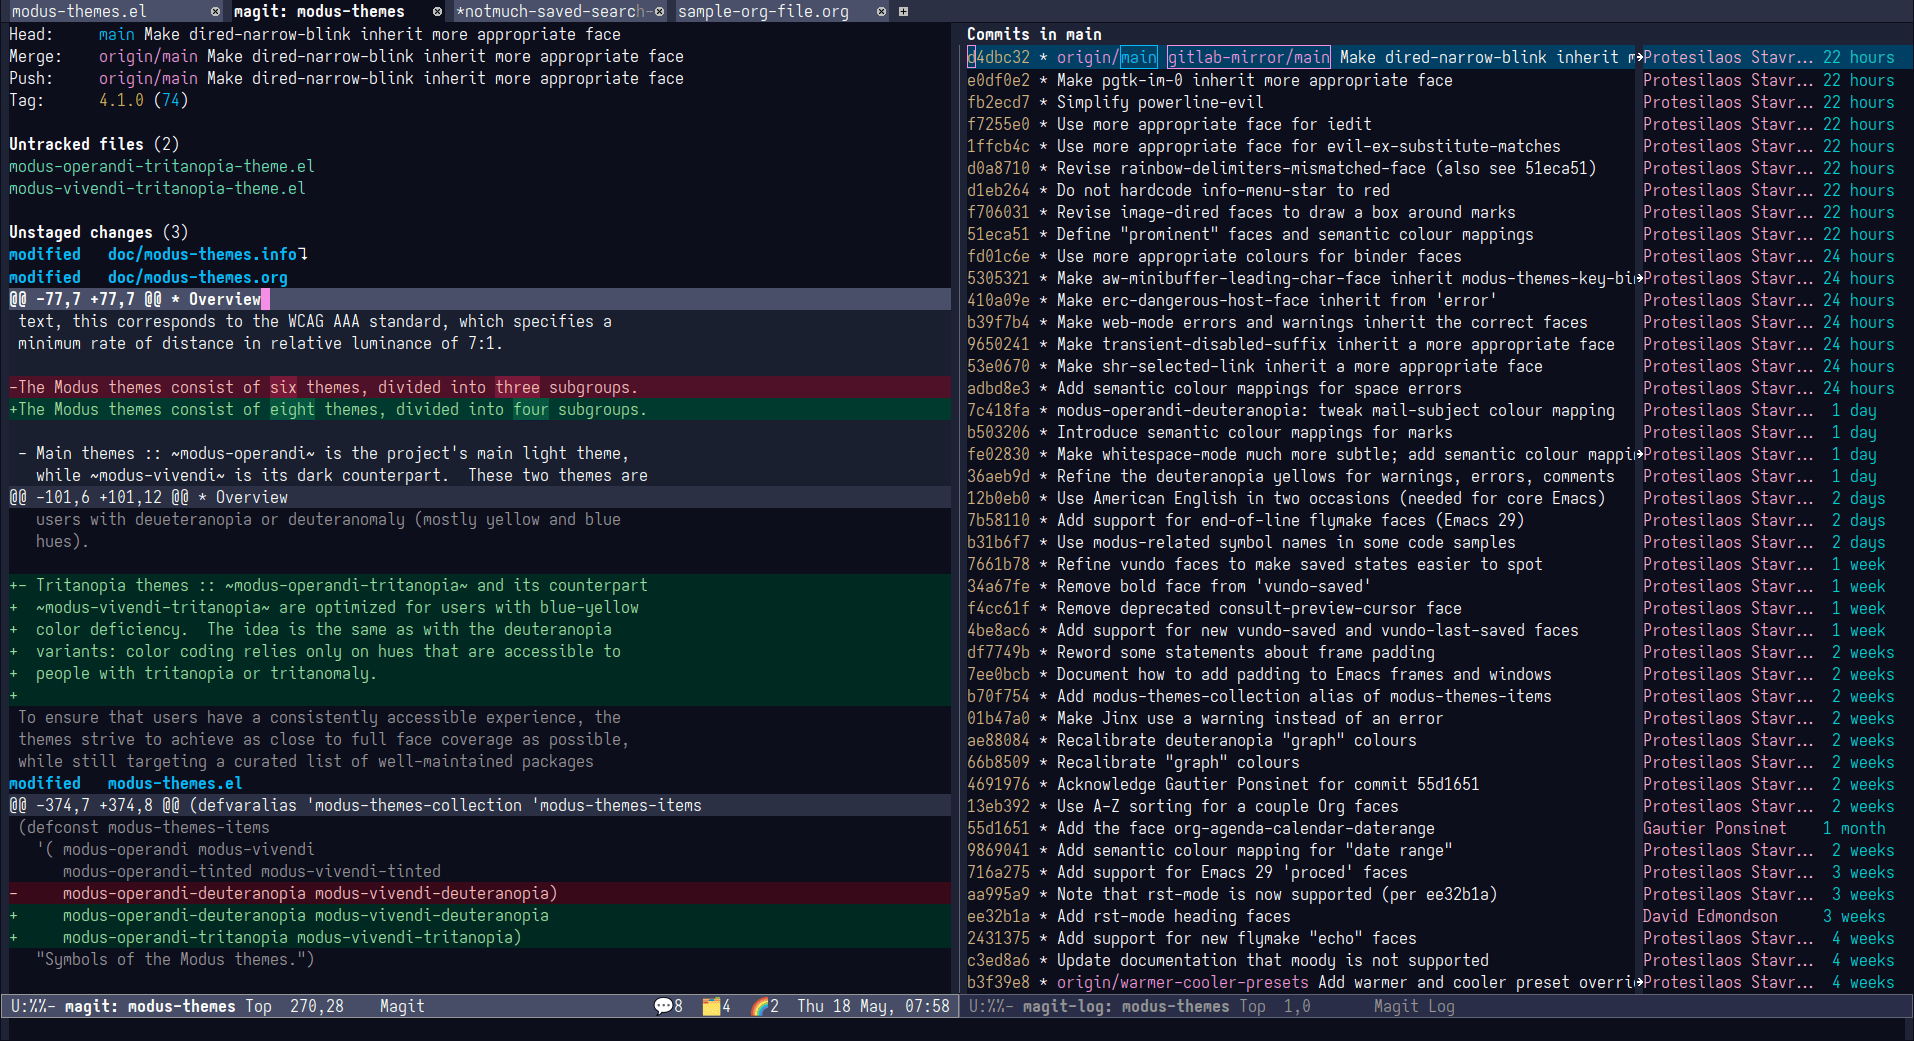 modus-themes.el magit: modus-themes *notmuch-saved-search- sample-org-file.org
Head:     main Make dired-narrow-blink inherit more appropriate face
Merge:    origin/main Make dired-narrow-blink inherit more appropriate face
Push:     origin/main Make dired-narrow-blink inherit more appropriate face
Tag:      4.1.0 (74)
Untracked files (2)
modus-operandi-tritanopia-theme.el
modus-vivendi-tritanopia-theme.el
Unstaged changes (3)
modified   doc/modus-themes.info
modified   doc/modus-themes.org
@@ -77,7 +77,7 @@ * Overview
 text, this corresponds to the WCAG AAA standard, which specifies a
 minimum rate of distance in relative luminance of 7:1.
-The Modus themes consist of six themes, divided into three subgroups.
+The Modus themes consist of eight themes, divided into four subgroups.
 - Main themes :: ~modus-operandi~ is the project's main light theme,
   while ~modus-vivendi~ is its dark counterpart.  These two themes are
@@ -101,6 +101,12 @@ * Overview
   users with deueteranopia or deuteranomaly (mostly yellow and blue
   hues).
+- Tritanopia themes :: ~modus-operandi-tritanopia~ and its counterpart
+  ~modus-vivendi-tritanopia~ are optimized for users with blue-yellow
+  color deficiency.  The idea is the same as with the deuteranopia
+  variants: color coding relies only on hues that are accessible to
+  people with tritanopia or tritanomaly.
+
 To ensure that users have a consistently accessible experience, the
 themes strive to achieve as close to full face coverage as possible,
 while still targeting a curated list of well-maintained packages
modified   modus-themes.el
@@ -374,7 +374,8 @@ (defvaralias 'modus-themes-collection 'modus-themes-items
 (defconst modus-themes-items
   '( modus-operandi modus-vivendi
      modus-operandi-tinted modus-vivendi-tinted
-     modus-operandi-deuteranopia modus-vivendi-deuteranopia)
+     modus-operandi-deuteranopia modus-vivendi-deuteranopia
+     modus-operandi-tritanopia modus-vivendi-tritanopia)
   "Symbols of the Modus themes.")
U:%%- magit: modus-themes Top  270,28    Magit 8 4 2 Thu 18 May, 07:58
Commits in main
d4dbc32 * origin/main gitlab-mirror/main Make dired-narrow-blink inherit m Protesilaos Stavr… 22 hours
e0df0e2 * Make pgtk-im-0 inherit more appropriate face Protesilaos Stavr… 22 hours
fb2ecd7 * Simplify powerline-evil Protesilaos Stavr… 22 hours
f7255e0 * Use more appropriate face for iedit Protesilaos Stavr… 22 hours
1ffcb4c * Use more appropriate face for evil-ex-substitute-matches Protesilaos Stavr… 22 hours
d0a8710 * Revise rainbow-delimiters-mismatched-face (also see 51eca51) Protesilaos Stavr… 22 hours
d1eb264 * Do not hardcode info-menu-star to red Protesilaos Stavr… 22 hours
f706031 * Revise image-dired faces to draw a box around marks Protesilaos Stavr… 22 hours
51eca51 * Define "prominent" faces and semantic colour mappings Protesilaos Stavr… 22 hours
fd01c6e * Use more appropriate colours for binder faces Protesilaos Stavr… 24 hours
5305321 * Make aw-minibuffer-leading-char-face inherit modus-themes-key-bin Protesilaos Stavr… 24 hours
410a09e * Make erc-dangerous-host-face inherit from 'error' Protesilaos Stavr… 24 hours
b39f7b4 * Make web-mode errors and warnings inherit the correct faces Protesilaos Stavr… 24 hours
9650241 * Make transient-disabled-suffix inherit a more appropriate face Protesilaos Stavr… 24 hours
53e0670 * Make shr-selected-link inherit a more appropriate face Protesilaos Stavr… 24 hours
adbd8e3 * Add semantic colour mappings for space errors Protesilaos Stavr… 24 hours
7c418fa * modus-operandi-deuteranopia: tweak mail-subject colour mapping Protesilaos Stavr… 1 day
b503206 * Introduce semantic colour mappings for marks Protesilaos Stavr… 1 day
fe02830 * Make whitespace-mode much more subtle; add semantic colour mappin Protesilaos Stavr… 1 day
36aeb9d * Refine the deuteranopia yellows for warnings, errors, comments Protesilaos Stavr… 1 day
12b0eb0 * Use American English in two occasions (needed for core Emacs) Protesilaos Stavr… 2 days
7b58110 * Add support for end-of-line flymake faces (Emacs 29) Protesilaos Stavr… 2 days
b31b6f7 * Use modus-related symbol names in some code samples Protesilaos Stavr… 2 days
7661b78 * Refine vundo faces to make saved states easier to spot Protesilaos Stavr… 1 week
34a67fe * Remove bold face from 'vundo-saved' Protesilaos Stavr… 1 week
f4cc61f * Remove deprecated consult-preview-cursor face Protesilaos Stavr… 1 week
4be8ac6 * Add support for new vundo-saved and vundo-last-saved faces Protesilaos Stavr… 1 week
df7749b * Reword some statements about frame padding Protesilaos Stavr… 2 weeks
7ee0bcb * Document how to add padding to Emacs frames and windows Protesilaos Stavr… 2 weeks
b70f754 * Add modus-themes-collection alias of modus-themes-items Protesilaos Stavr… 2 weeks
01b47a0 * Make Jinx use a warning instead of an error Protesilaos Stavr… 2 weeks
ae88084 * Recalibrate deuteranopia "graph" colours Protesilaos Stavr… 2 weeks
66b8509 * Recalibrate "graph" colours Protesilaos Stavr… 2 weeks
4691976 * Acknowledge Gautier Ponsinet for commit 55d1651 Protesilaos Stavr… 2 weeks
13eb392 * Use A-Z sorting for a couple Org faces Protesilaos Stavr… 2 weeks
55d1651 * Add the face org-agenda-calendar-daterange Gautier Ponsinet 1 month
9869041 * Add semantic colour mapping for "date range" Protesilaos Stavr… 2 weeks
716a275 * Add support for Emacs 29 'proced' faces Protesilaos Stavr… 3 weeks
aa995a9 * Note that rst-mode is now supported (per ee32b1a) Protesilaos Stavr… 3 weeks
ee32b1a * Add rst-mode heading faces David Edmondson 3 weeks
2431375 * Add support for new flymake "echo" faces Protesilaos Stavr… 4 weeks
c3ed8a6 * Update documentation that moody is not supported Protesilaos Stavr… 4 weeks
b3f39e8 * origin/warmer-cooler-presets Add warmer and cooler preset overri Protesilaos Stavr… 4 weeks
U:%%- magit-log: modus-themes Top  1,0       Magit Log